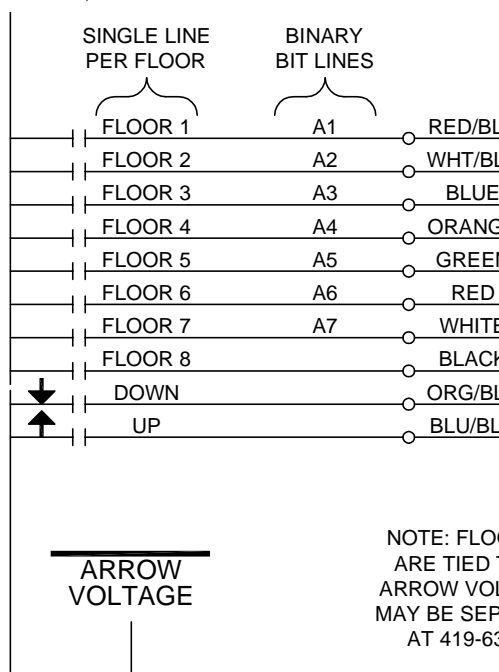 SINGLE LINE PER FLOOR
BINARY BIT LINES
FLOOR 1 A1 RED/BL
FLOOR 2 A2 WHT/BL
FLOOR 3 A3 BLUE
FLOOR 4 A4 ORANG
FLOOR 5 A5 GREEN
FLOOR 6 A6 RED
FLOOR 7 A7 WHITE
FLOOR 8 BLACK
DOWN ORG/BL
UP BLU/BL
ARROW
VOLTAGE
NOTE: FLOO
ARE TIED T
ARROW VOL
MAY BE SEP
AT 419-63